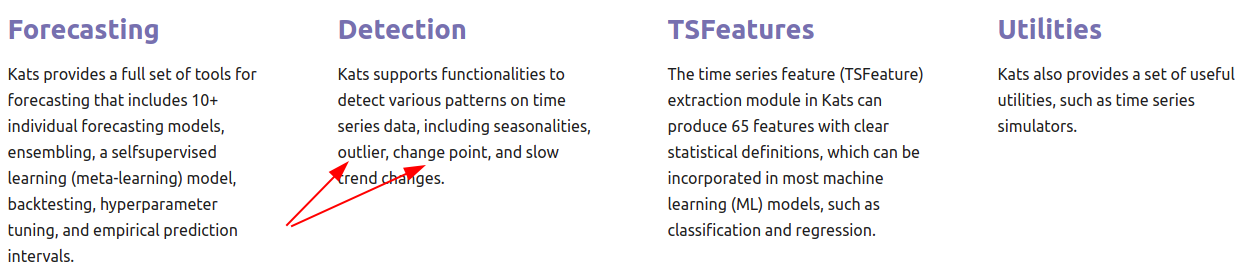 Forecasting
Kats provides a full set of tools for
forecasting that includes 10+
individual forecasting models,
ensembling, a selfsupervised
learning (meta-learning) model,
backtesting, hyperparameter
tuning, and empirical prediction
intervals.
Detection
Kats supports functionalities to
detect various patterns on time
series data, including seasonalities,
outlier, change point, and slow
trend changes.
TSFeatures
The time series feature (TSFeature)
extraction module in Kats can
produce 65 features with clear
statistical definitions, which can be
incorporated in most machine
learning (ML) models, such as
classification and regression.
Utilities
Kats also provides a set of useful
utilities, such as time series
simulators.